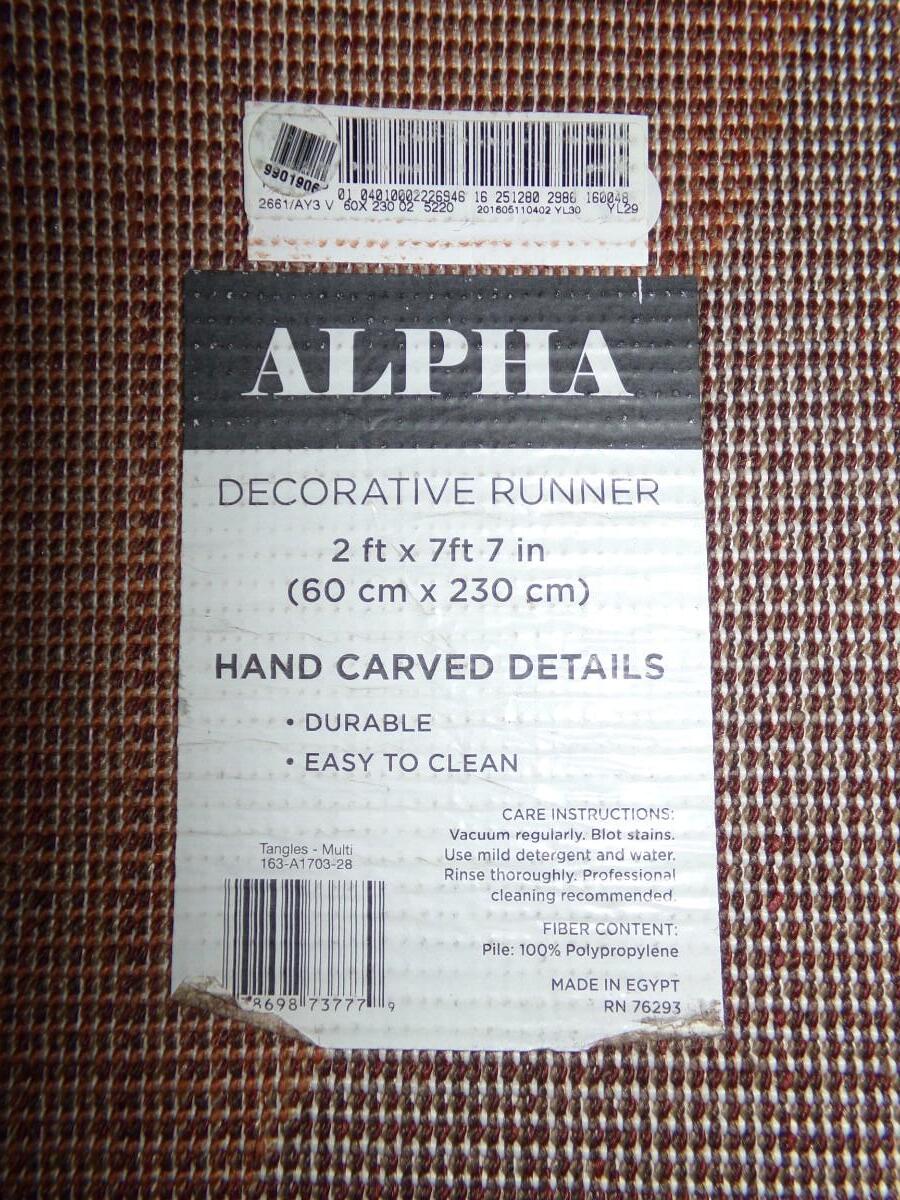 9901906
01 04010002226946 16 251280 2986 160048
2661/AY3 V 60X 230 02 5220 201605110402 YL30 YL29
ALPHA
DECORATIVE RUNNER
2 ft x 7ft 7 in
(60 cm x 230 cm)
HAND CARVED DETAILS
• DURABLE
• EASY TO CLEAN
CARE INSTRUCTIONS:
Vacuum regularly. Blot stains.
Use mild detergent and water.
Rinse thoroughly. Professional
cleaning recommended.
Tangles - Multi
163-A1703-28
FIBER CONTENT:
Pile: 100% Polypropylene
MADE IN EGYPT
RN 76293
8698 73777 9